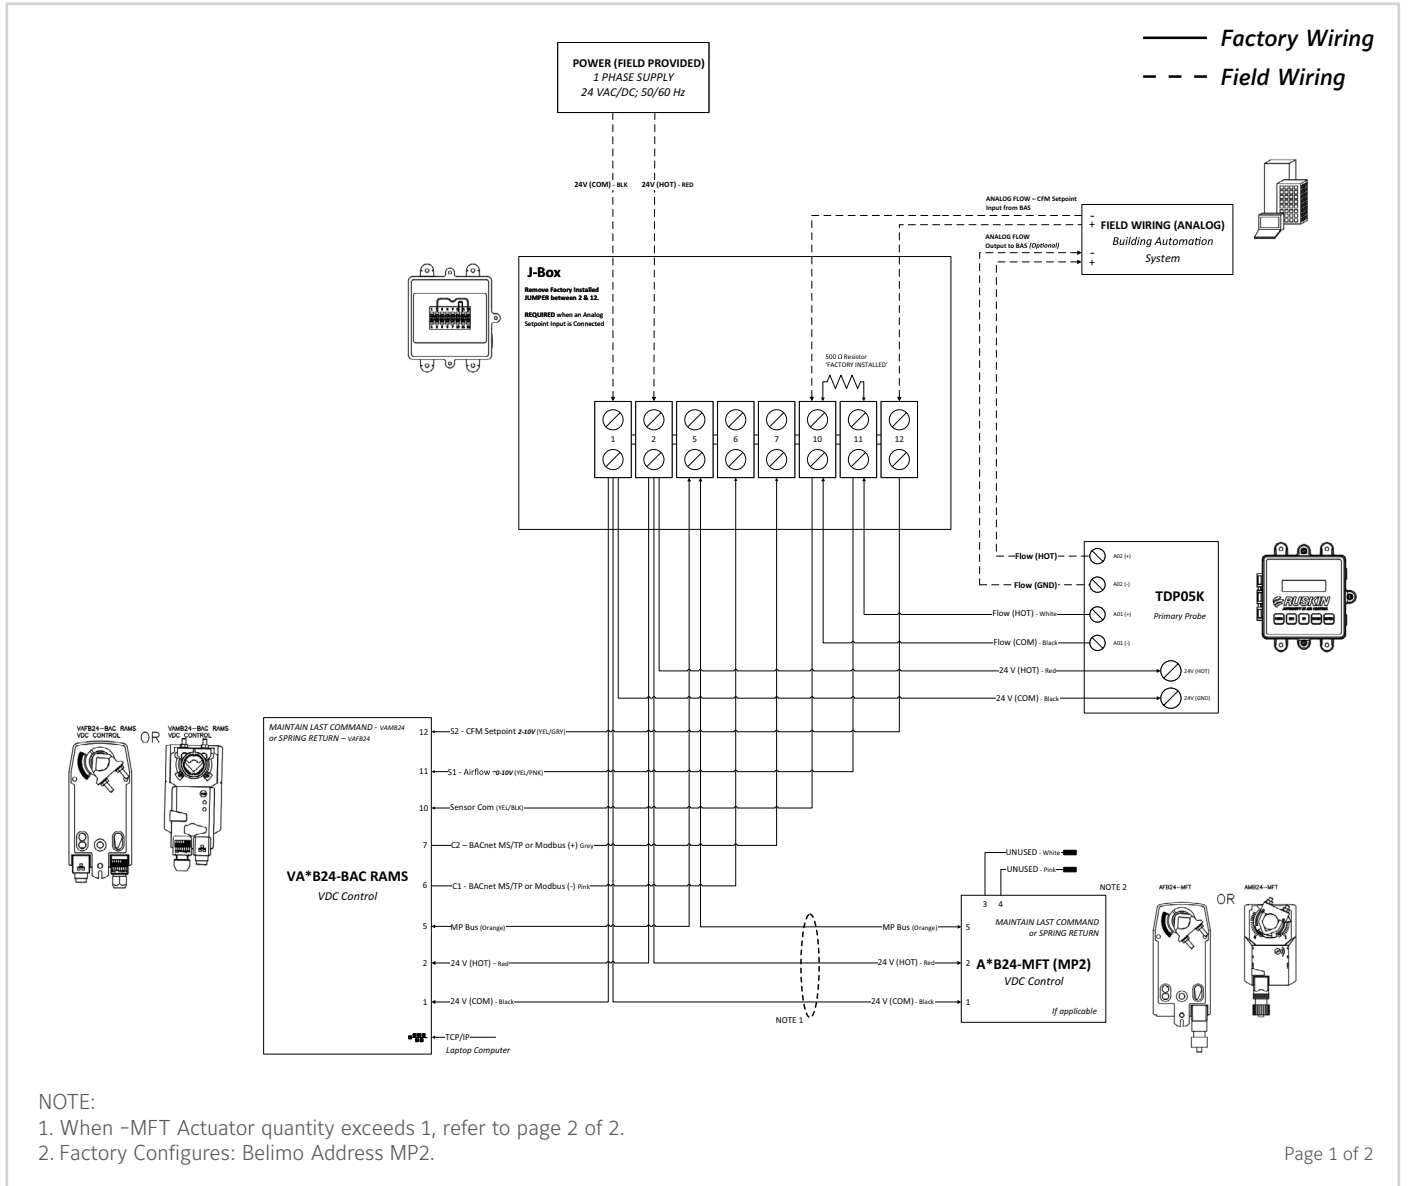 Factory Wiring
Field Wiring
POWER (FIELD PROVIDED)
1 PHASE SUPPLY
24 VAC/DC; 50/60 Hz
24V (COM) - BLK
24V (HOT) - RED
ANALOG FLOW – CFM Setpoint
Input from BAS
ANALOG FLOW
Output to BAS (Optional)
-
+
-
+
FIELD WIRING (ANALOG)
Building Automation
System
J-Box
Remove Factory Installed
JUMPER between 2 & 12.
REQUIRED when an Analog
Setpoint Input is Connected
500 Ω Resistor
'FACTORY INSTALLED'
1
2
5
6
7
10
11
12
Flow (HOT)
A02 (+)
Flow (GND)
A02 (-)
Flow (HOT) - White
A01 (+)
Flow (COM) - Black
A01 (-)
24 V (HOT) - Red
24V (HOT)
24 V (COM) - Black
24V (GND)
TDP05K
Primary Probe
RUSKIN
VAFB24-BAC RAMS
VDC CONTROL
OR
VAMB24-BAC RAMS
VDC CONTROL
MAINTAIN LAST COMMAND - VAMB24
or SPRING RETURN – VAFB24
VA*B24-BAC RAMS
VDC Control
12
S2 - CFM Setpoint 2-10V (YEL/GRY)
11
S1 - Airflow -0-10V (YEL/PNK)
10
Sensor Com (YEL/BLK)
7
C2 – BACnet MS/TP or Modbus (+) Grey
6
C1 - BACnet MS/TP or Modbus (-) Pink
5
MP Bus (Orange)
2
24 V (HOT) - Red
1
24 V (COM) - Black
TCP/IP
Laptop Computer
NOTE 1
MP Bus (Orange)
5
24 V (HOT) - Red
2
24 V (COM) - Black
1
UNUSED - White
UNUSED - Pink
3
4
NOTE 2
MAINTAIN LAST COMMAND
or SPRING RETURN
A*B24-MFT (MP2)
VDC Control
If applicable
AFB24-MFT
OR
AMB24-MFT
NOTE:
1. When -MFT Actuator quantity exceeds 1, refer to page 2 of 2.
2. Factory Configures: Belimo Address MP2.
Page 1 of 2